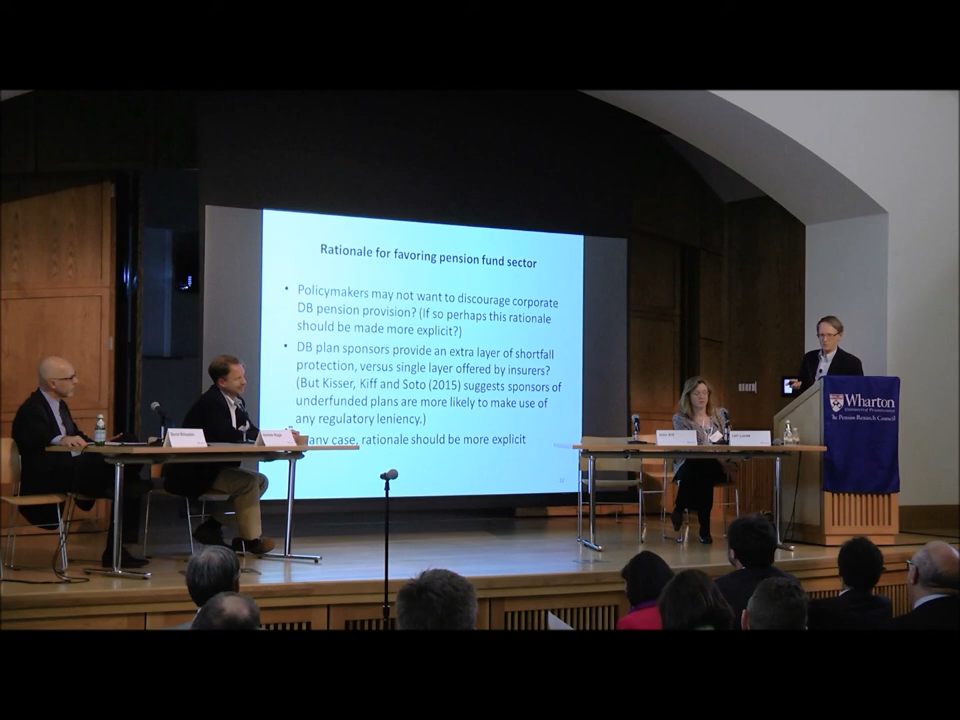 Rationale for favoring pension fund sector
• Policymakers may not want to discourage corporate
DB pension provision? (If so perhaps this rationale
should be made more explicit?)
• DB plan sponsors provide an extra layer of shortfall
protection, versus single layer offered by insurers?
(But Kisser, Kiff and Soto (2015) suggests sponsors of
underfunded plans are more likely to make use of
any regulatory leniency.)
any case, rationale should be more explicit
Wharton
UNIVERSITY of PENNSYLVANIA
The Pension Research Council